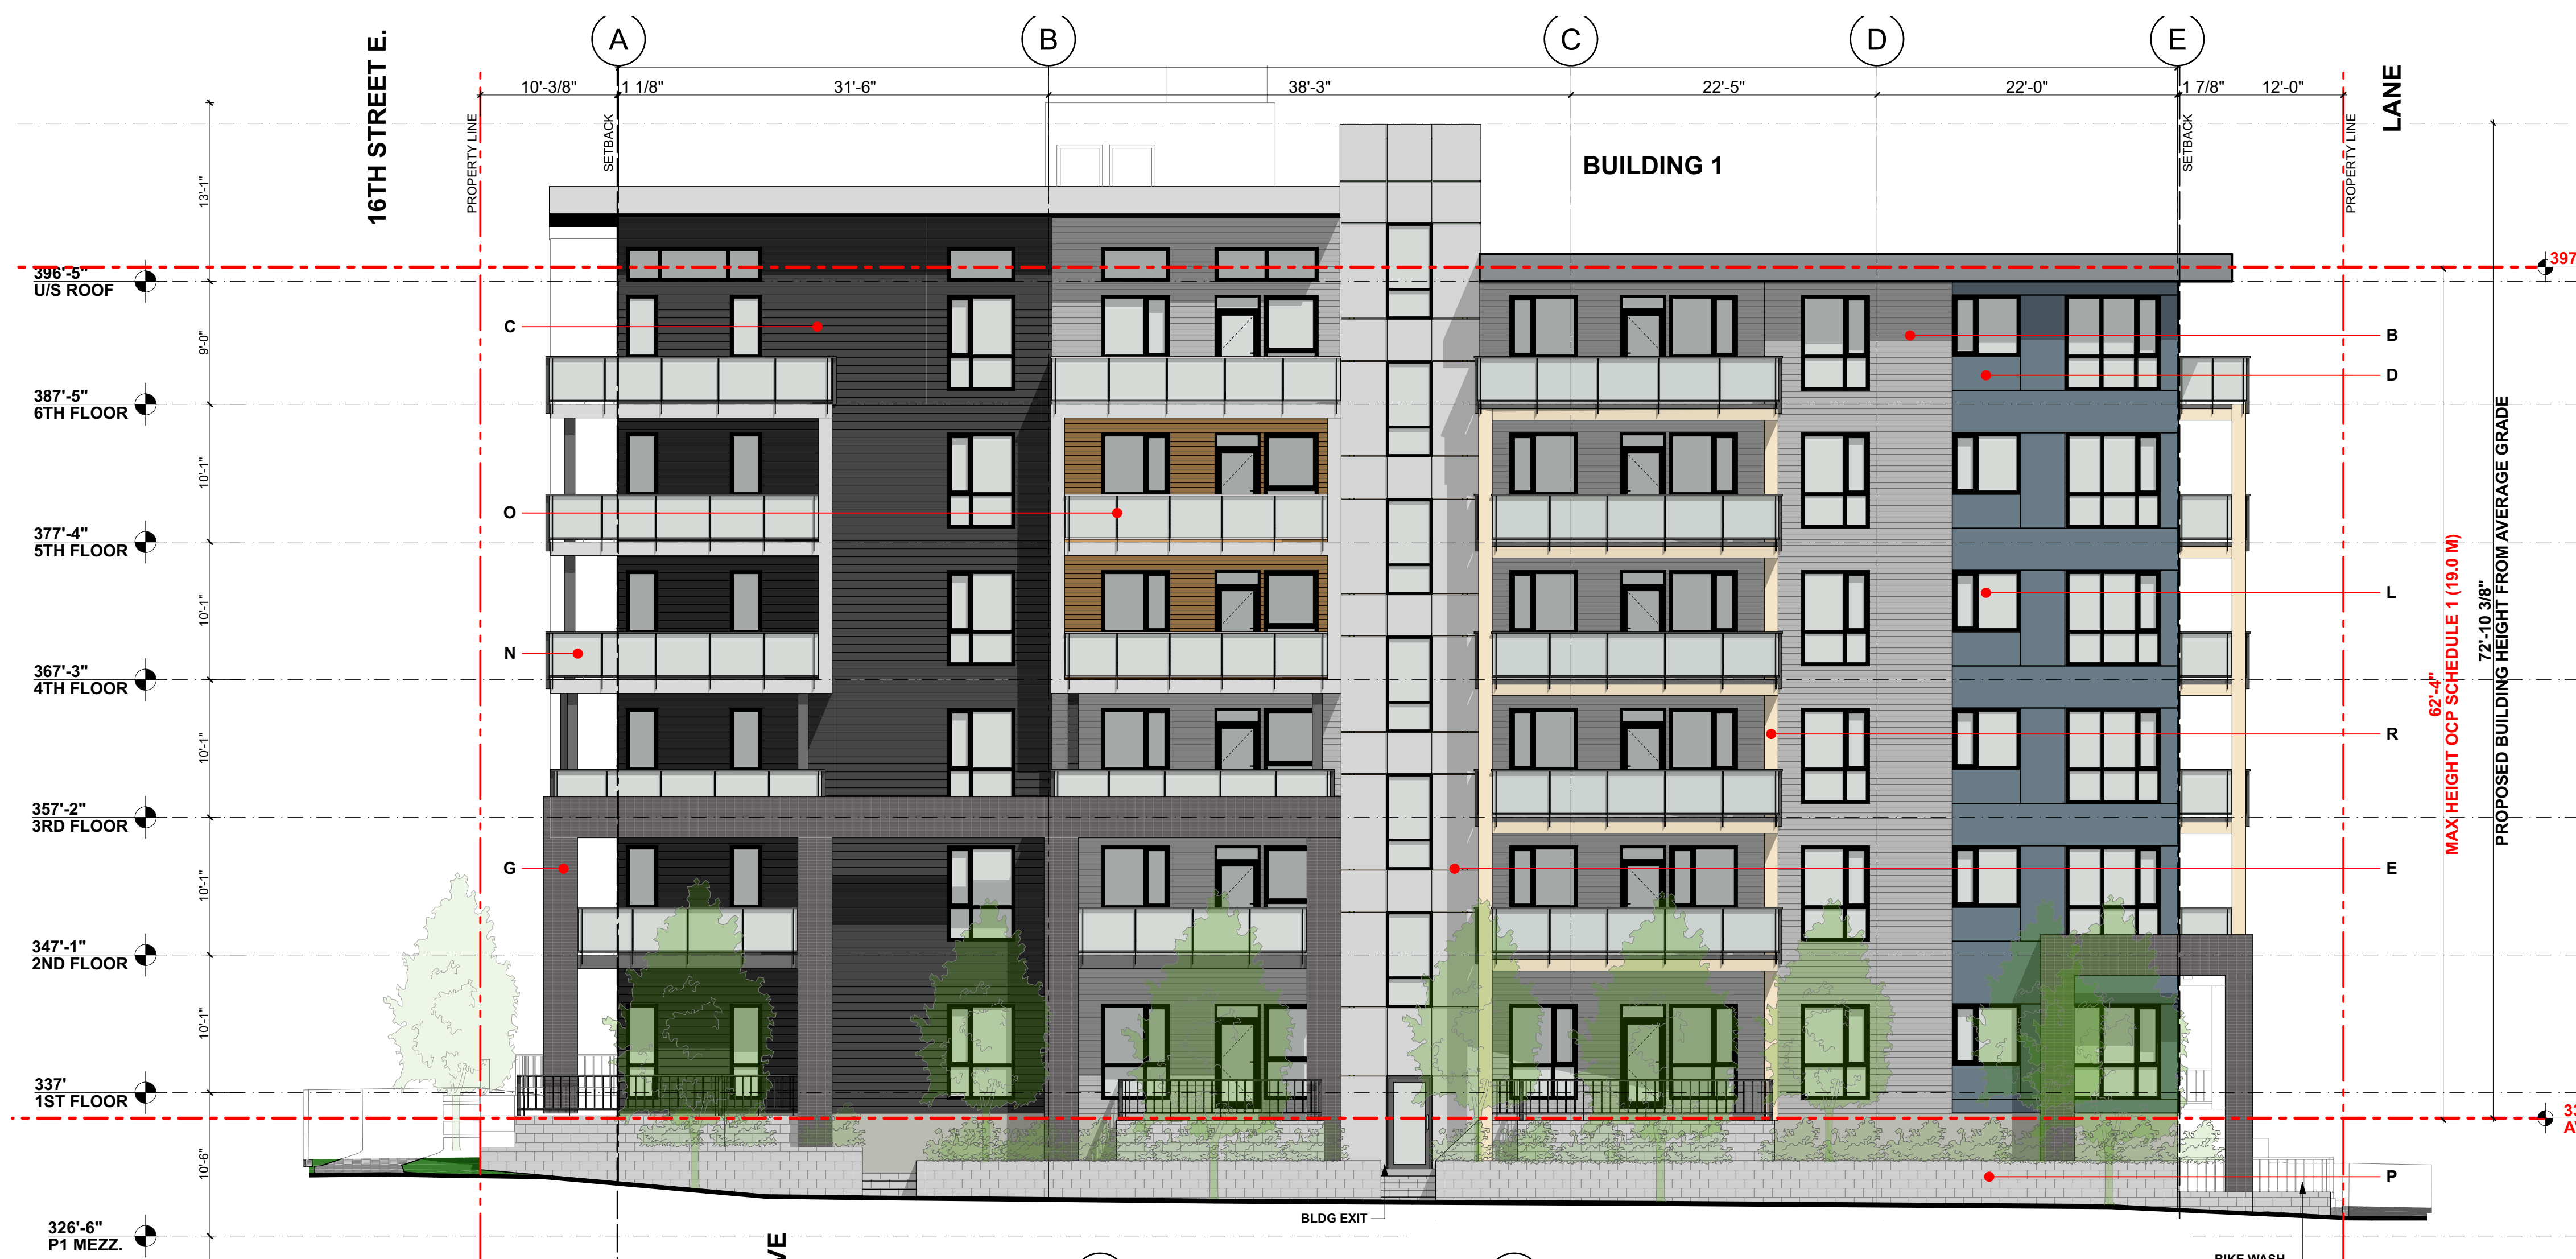 A
B
C
D
E
16TH STREET E.
LANE
10'-3/8"
1 1/8"
31'-6"
38'-3"
22'-5"
22'-0"
1 7/8"
12'-0"
PROPERTY LINE
SETBACK
SETBACK
PROPERTY LINE
BUILDING 1
13'-1"
396'-5"
U/S ROOF
397
9'-0"
C
B
D
387'-5"
6TH FLOOR
10'-1"
O
377'-4"
5TH FLOOR
10'-1"
L
N
367'-3"
4TH FLOOR
10'-1"
R
357'-2"
3RD FLOOR
10'-1"
G
E
347'-1"
2ND FLOOR
10'-1"
337'
1ST FLOOR
10'-6"
P
326'-6"
P1 MEZZ.
62'-4"
MAX HEIGHT OCP SCHEDULE 1 (19.0 M)
72'-10 3/8"
PROPOSED BUILDING HEIGHT FROM AVERAGE GRADE
BLDG EXIT
BIKE WASH